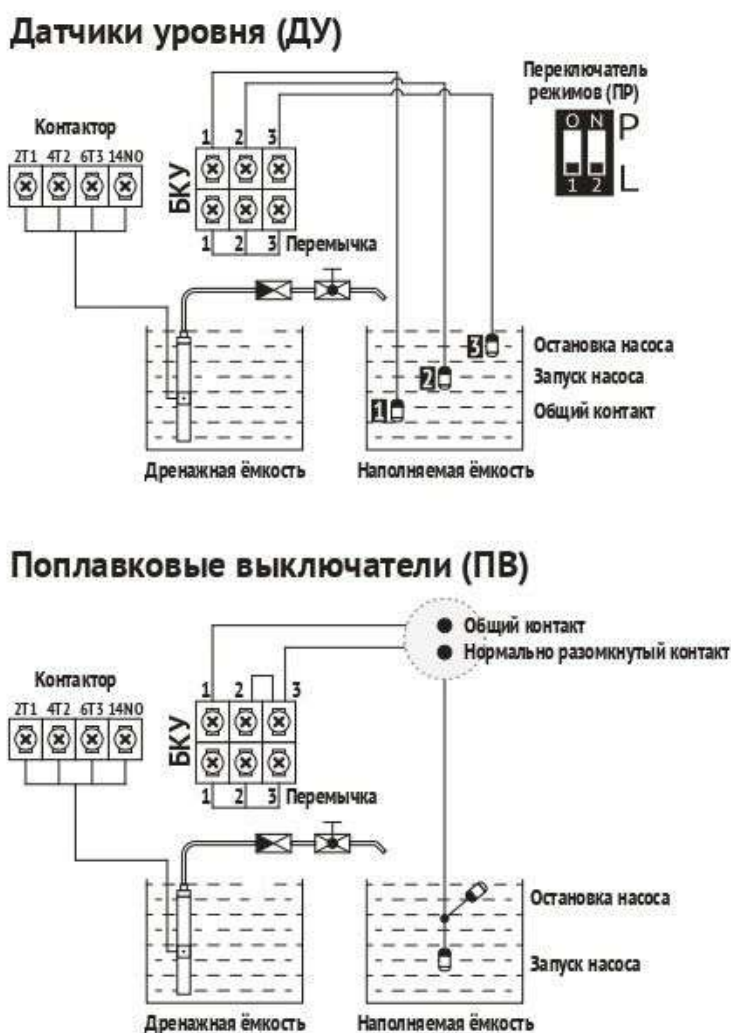 Датчики уровня (ДУ)
Переключатель
режимов (ПР)
ON
P
1 2
L
Контактор
2T1 4T2 6T3 14NO
БКУ
1 2 3
1 2 3 Перемычка
3 Остановка насоса
2 Запуск насоса
1 Общий контакт
Дренажная ёмкость
Наполняемая ёмкость
Поплавковые выключатели (ПВ)
Общий контакт
Нормально разомкнутый контакт
Контактор
2T1 4T2 6T3 14NO
БКУ
1 2 3
1 2 3 Перемычка
Остановка насоса
Запуск насоса
Дренажная ёмкость
Наполняемая ёмкость